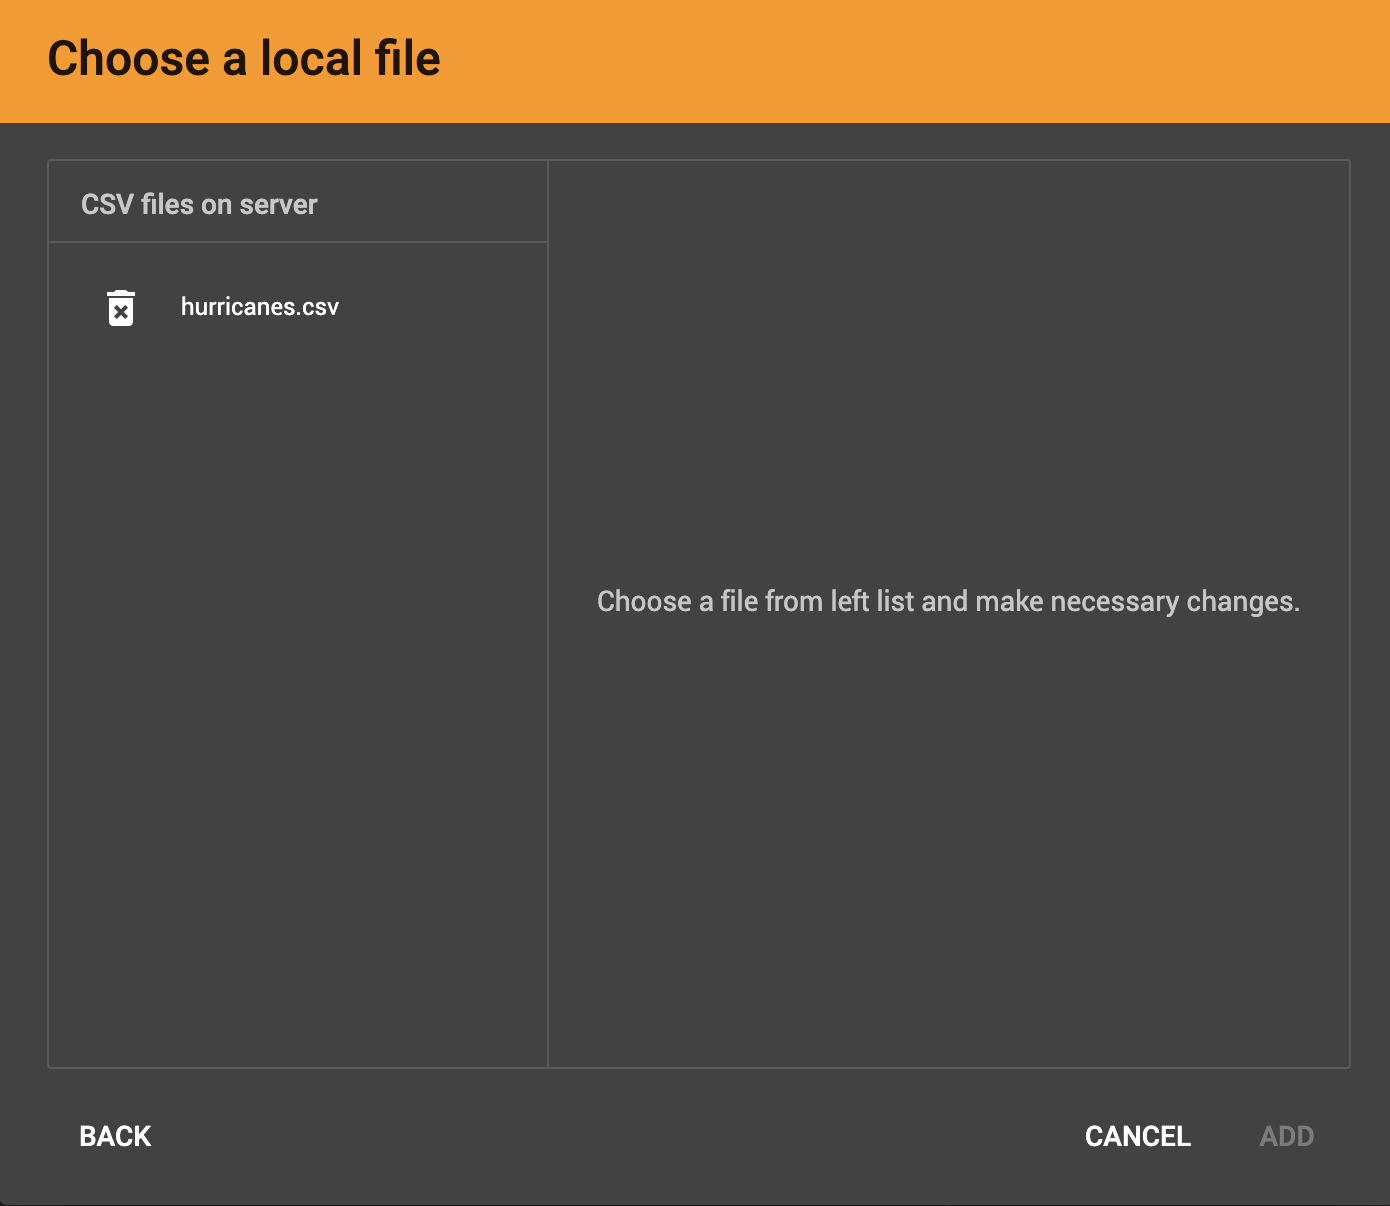 Choose a local file
CSV files on server
hurricanes.csv
Choose a file from left list and make necessary changes.
BACK
CANCEL
ADD